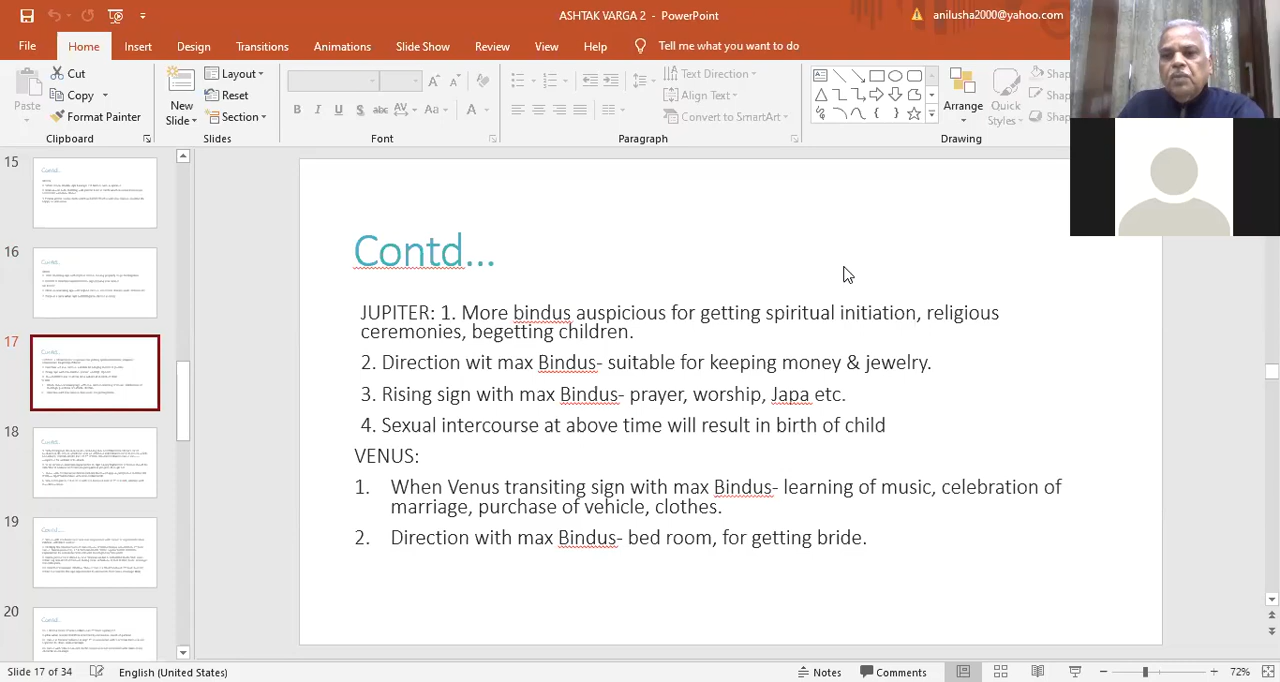 ASHTAK VARGA 2 - PowerPoint
anilusha2000@yahoo.com
File Home Insert Design Transitions Animations Slide Show Review View Help Tell me what you want to do
Paste
Cut
Copy
Format Painter
Clipboard
New
Slide
Layout
Reset
Section
Slides
B I U S abc AV Aa A
Font
Text Direction
Align Text
Convert to SmartArt
Paragraph
Arrange
Quick
Styles
Drawing
15
16
17
18
19
20
Contd...
JUPITER: 1. More bindus auspicious for getting spiritual initiation, religious
ceremonies, begetting children.
2. Direction wit max Bindus- suitable for keeping money & jewelry.
3. Rising sign with max Bindus- prayer, worship, Japa etc.
4. Sexual intercourse at above time will result in birth of child
VENUS:
1. When Venus transiting sign with max Bindus- learning of music, celebration of
marriage, purchase of vehicle, clothes.
2. Direction with max Bindus- bed room, for getting bride.
Slide 17 of 34 English (United States) Notes Comments 72%